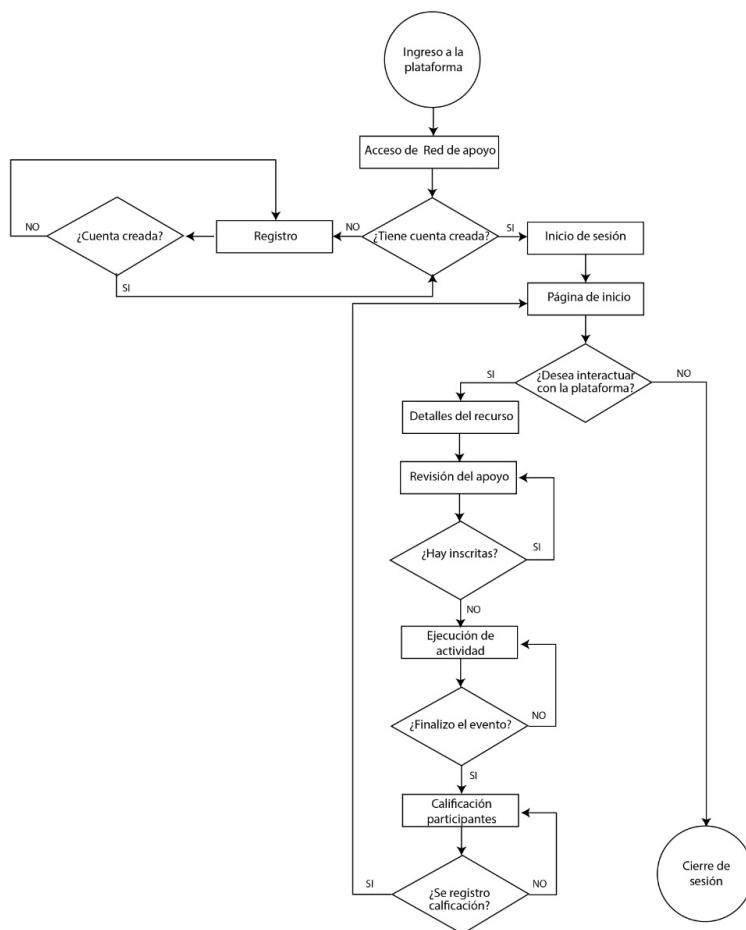 Ingreso a la
plataforma
Acceso de Red de apoyo
NO
¿Cuenta creada?
Registro
NO
¿Tiene cuenta creada?
SI
Inicio de sesión
SI
Página de inicio
SI
¿Desea interactuar
con la plataforma?
NO
Detalles del recurso
Revisión del apoyo
¿Hay inscritas?
SI
NO
Ejecución de
actividad
¿Finalizo el evento?
NO
SI
Calificación
participantes
SI
¿Se registro
calficación?
NO
Cierre de
sesión